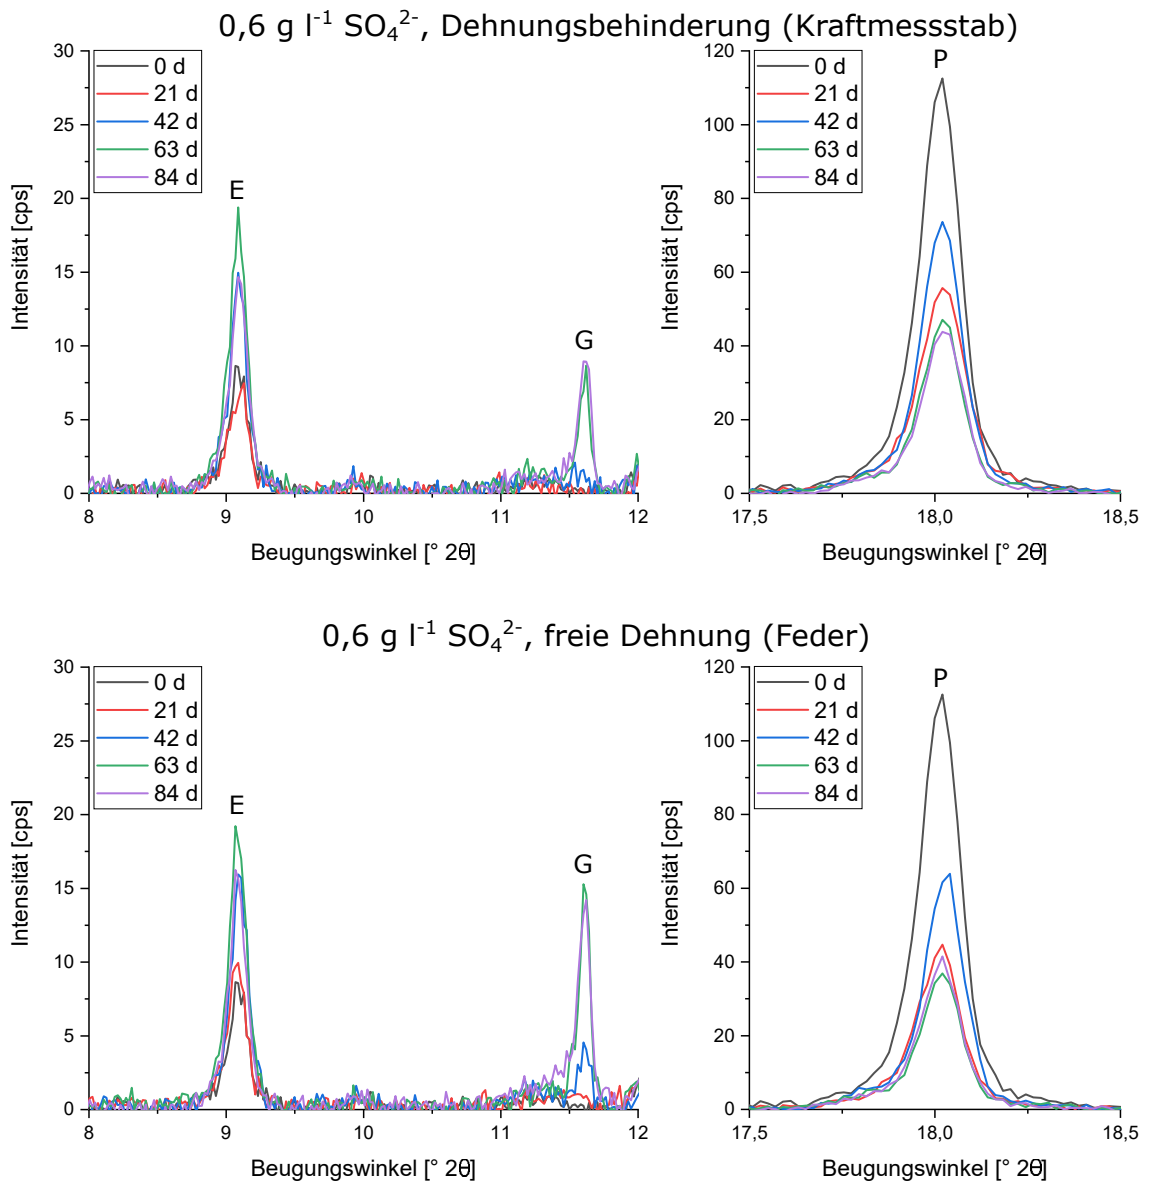 0,6 g l⁻¹ SO₄²⁻, Dehnungsbehinderung (Kraftmessstab)
30
25
20
15
10
5
0
Intensität [cps]
0 d
21 d
42 d
63 d
84 d
E
G
8
9
10
11
12
Beugungswinkel [° 2θ]
120
100
80
60
40
20
0
Intensität [cps]
0 d
21 d
42 d
63 d
84 d
P
17,5
18,0
18,5
Beugungswinkel [° 2θ]
0,6 g l⁻¹ SO₄²⁻, freie Dehnung (Feder)
30
25
20
15
10
5
0
Intensität [cps]
0 d
21 d
42 d
63 d
84 d
E
G
8
9
10
11
12
Beugungswinkel [° 2θ]
120
100
80
60
40
20
0
Intensität [cps]
0 d
21 d
42 d
63 d
84 d
P
17,5
18,0
18,5
Beugungswinkel [° 2θ]